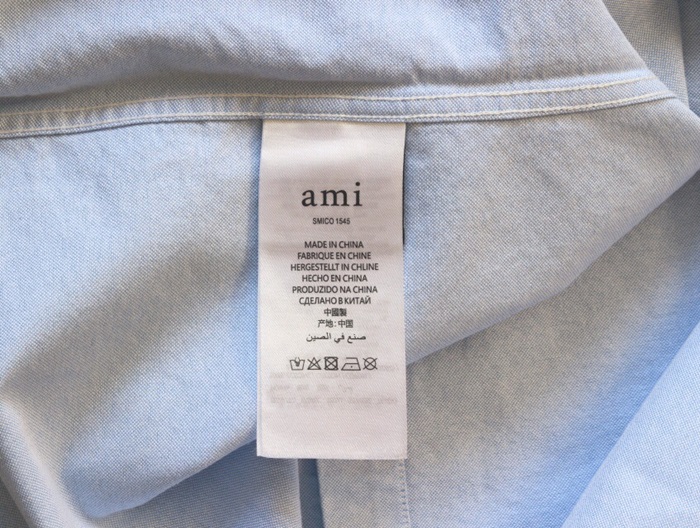 ami
SMICO 1545
MADE IN CHINA
FABRIQUE EN CHINE
HERGESTELLT IN CHLINE
HECHO EN CHINA
PRODUZIDO NA CHINA
СДЕЛАНО В КИТАЙ
中國製
产地: 中国
صنع في الصين